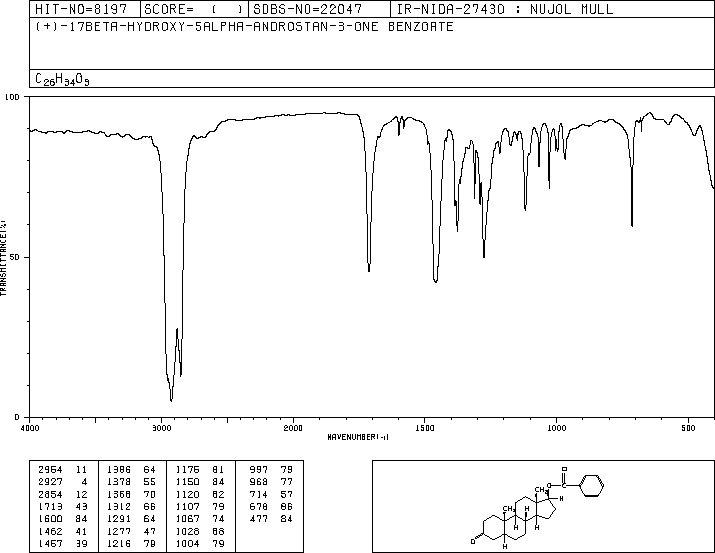 HIT-NO=8197 SCORE= ( ) SDBS-NO=22047 IR-NIDA-27430 : NUJOL MULL
(+)-17BETA-HYDROXY-5ALPHA-ANDROSTAN-3-ONE BENZOATE
C26H34O3
100
50
0
TRANSMITTANCE(%)
4000 3000 2000 1500 1000 500
WAVENUMBER(-1)
2964 11 1386 64 1176 81 997 79
2927 4 1378 55 1150 84 968 77
2854 12 1368 70 1120 62 714 57
1713 43 1312 66 1107 79 678 86
1600 84 1291 64 1067 74 477 84
1462 41 1277 47 1028 68
1457 39 1216 79 1004 79
O
O C
CH3
H
CH3
H H
H
O
H